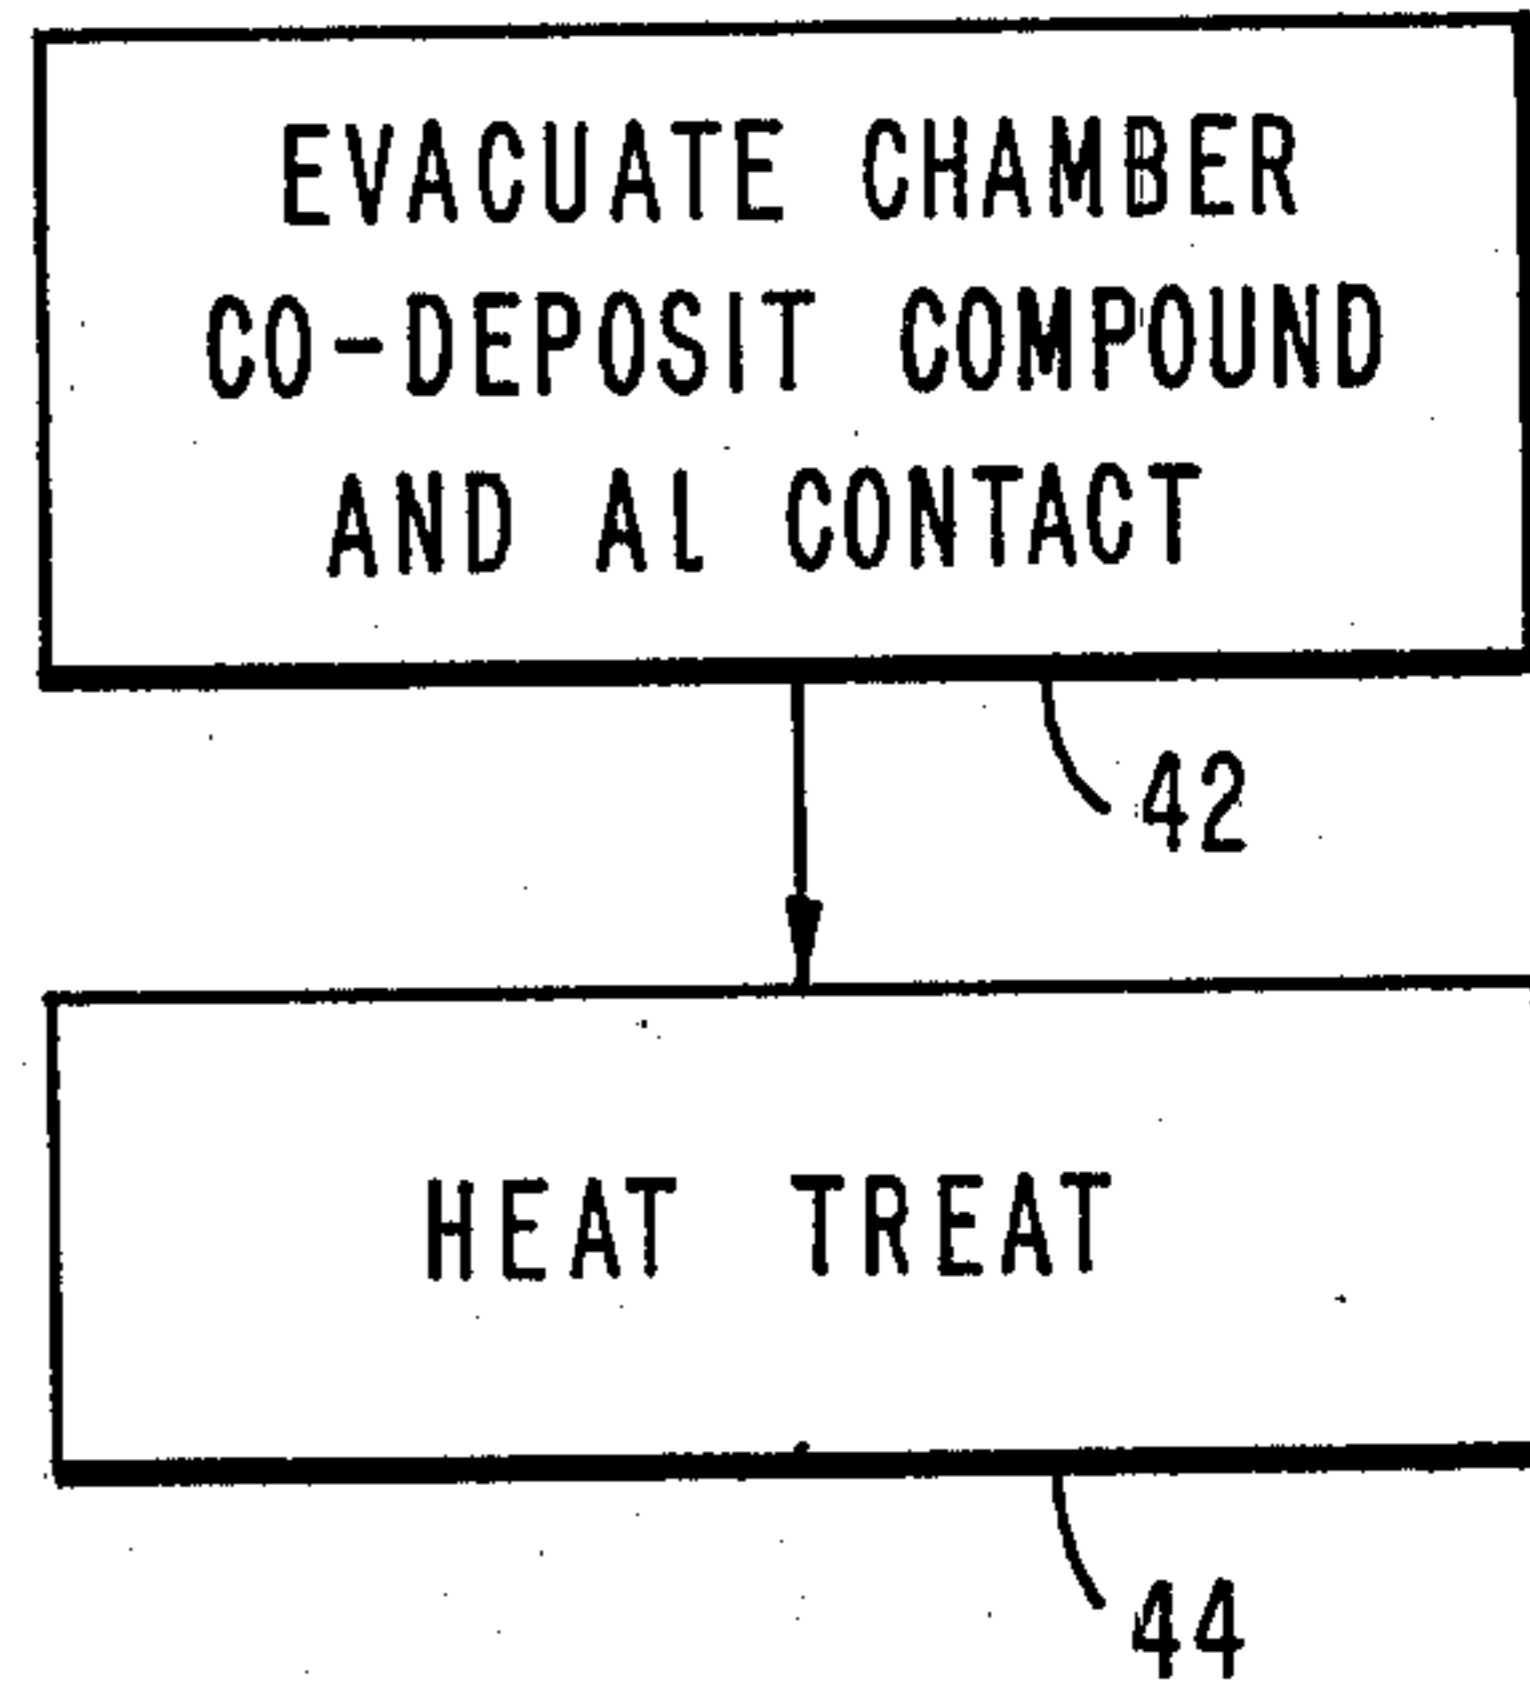 EVACUATE CHAMBER
CO-DEPOSIT COMPOUND
AND AL CONTACT
42
HEAT TREAT
44